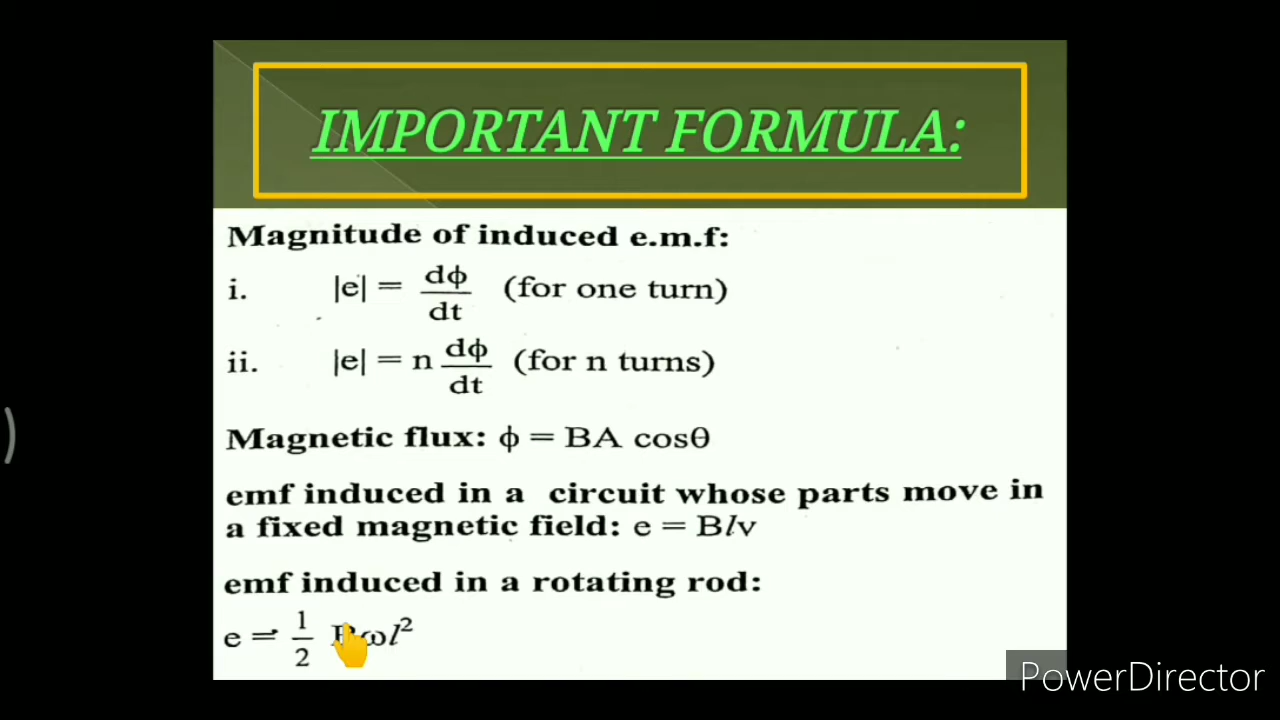 IMPORTANT FORMULA:
Magnitude of induced e.m.f:
i. |e| = dϕ/dt (for one turn)
ii. |e| = n dϕ/dt (for n turns)
Magnetic flux: ϕ = BA cosθ
emf induced in a circuit whose parts move in
a fixed magnetic field: e = Blv
emf induced in a rotating rod:
e = 1/2 Bωl²
PowerDirector